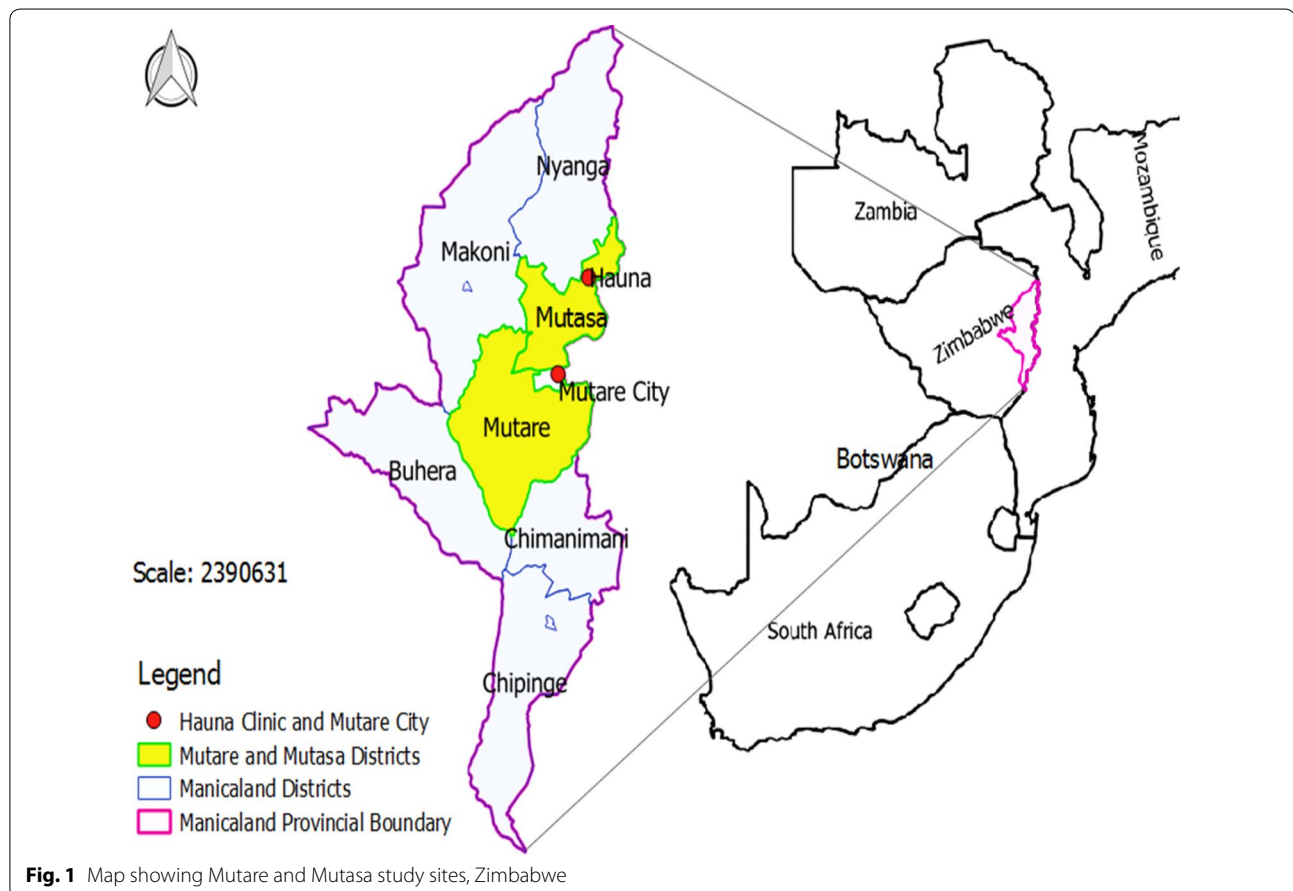 Nyanga
Makoni
Hauna
Mutasa
Mutare City
Mutare
Buhera
Chimanimani
Chipinge
Scale: 2390631
Legend
Hauna Clinic and Mutare City
Mutare and Mutasa Districts
Manicaland Districts
Manicaland Provincial Boundary
Mozambique
Zambia
Zimbabwe
Botswana
South Africa
Fig. 1 Map showing Mutare and Mutasa study sites, Zimbabwe